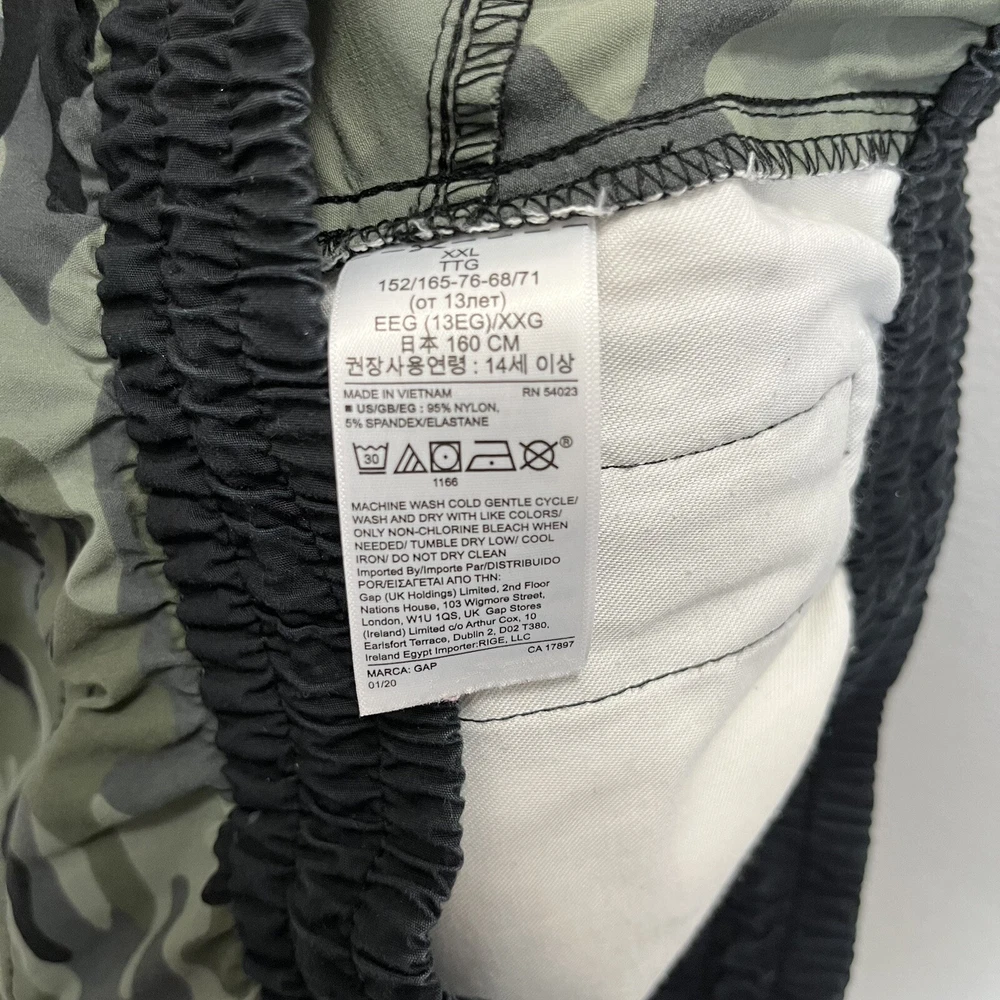 XXL
TTG
152/165-76-68/71
(от 13лет)
EEG (13EG)/XXG
日本 160 CM
권장사용연령 : 14세 이상
MADE IN VIETNAM RN 54023
■ US/GB/EG : 95% NYLON,
5% SPANDEX/ELASTANE
30
®
1166
MACHINE WASH COLD GENTLE CYCLE/
WASH AND DRY WITH LIKE COLORS/
ONLY NON-CHLORINE BLEACH WHEN
NEEDED/ TUMBLE DRY LOW/ COOL
IRON/ DO NOT DRY CLEAN
Imported By/Importe Par/DISTRIBUIDO
POR/ΕΙΣΑΓΕΤΑΙ ΑΠΟ ΤΗΝ:
Gap (UK Holdings) Limited, 2nd Floor
Nations House, 103 Wigmore Street,
London, W1U 1QS, UK Gap Stores
(Ireland) Limited c/o Arthur Cox, 10
Earlsfort Terrace, Dublin 2, D02 T380,
Ireland Egypt Importer:RIGE, LLC
CA 17897
MARCA: GAP
01/20